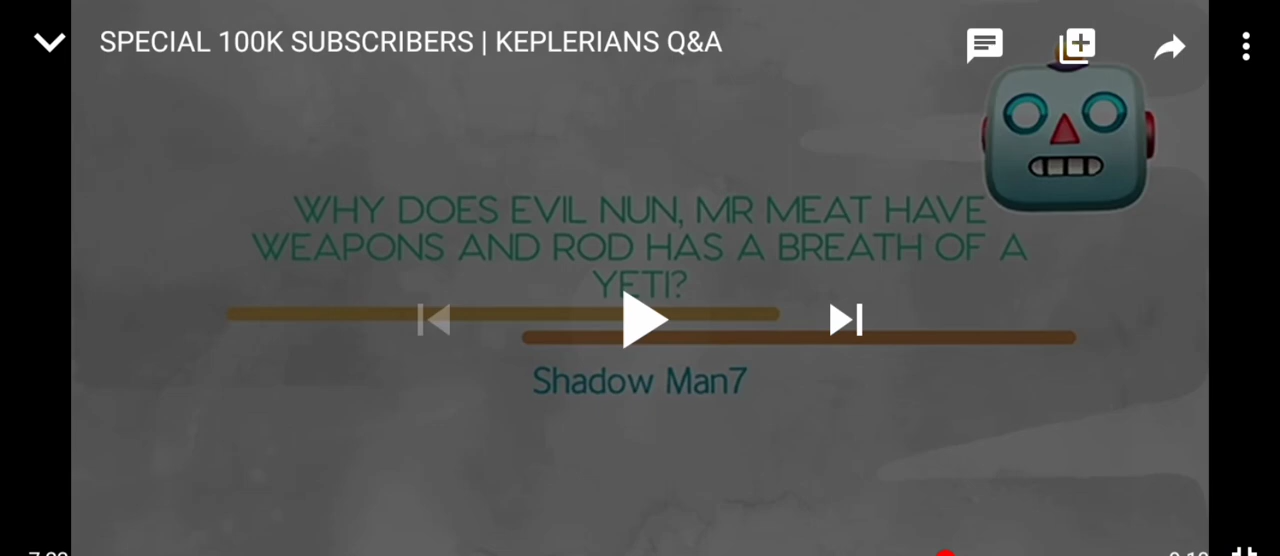 SPECIAL 100K SUBSCRIBERS | KEPLERIANS Q&A
WHY DOES EVIL NUN, MR MEAT HAVE
WEAPONS AND ROD HAS A BREATH OF A
YETI?
Shadow Man7